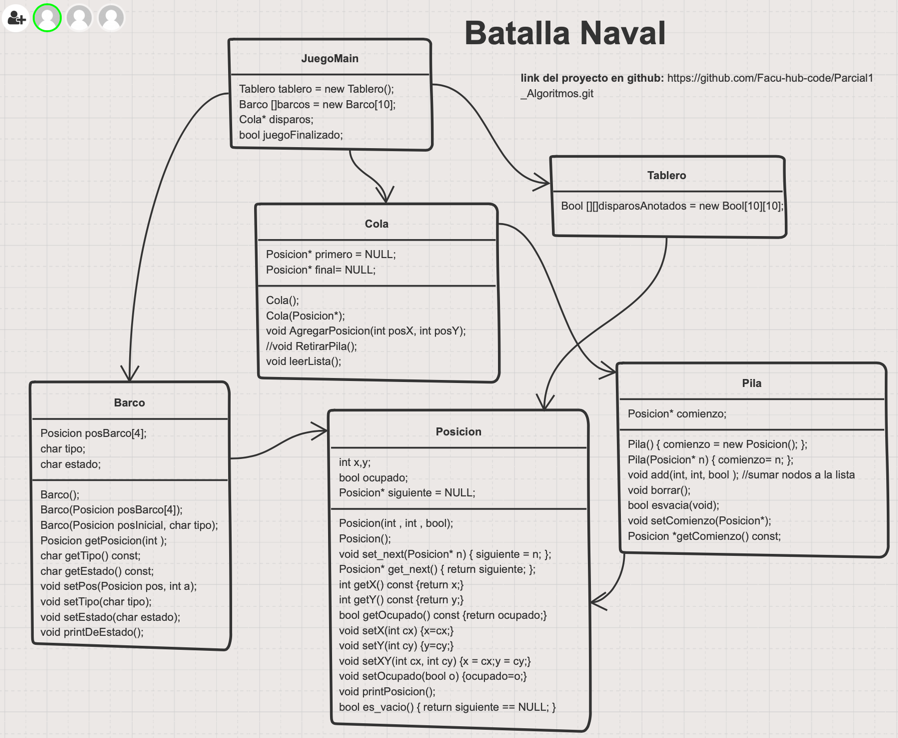 Batalla Naval
link del proyecto en github: https://github.com/Facu-hub-code/Parcial1
_Algoritmos.git
JuegoMain
Tablero tablero = new Tablero();
Barco []barcos = new Barco[10];
Cola* disparos;
bool juegoFinalizado;
Tablero
Bool [][]disparosAnotados = new Bool[10][10];
Cola
Posicion* primero = NULL;
Posicion* final= NULL;
Cola();
Cola(Posicion*);
void AgregarPosicion(int posX, int posY);
//void RetirarPila();
void leerLista();
Barco
Posicion posBarco[4];
char tipo;
char estado;
Barco();
Barco(Posicion posBarco[4]);
Barco(Posicion posInicial, char tipo);
Posicion getPosicion(int );
char getTipo() const;
char getEstado() const;
void setPos(Posicion pos, int a);
void setTipo(char tipo);
void setEstado(char estado);
void printDeEstado();
Posicion
int x,y;
bool ocupado;
Posicion* siguiente = NULL;
Posicion(int , int , bool);
Posicion();
void set_next(Posicion* n) { siguiente = n; };
Posicion* get_next() { return siguiente; };
int getX() const {return x;}
int getY() const {return y;}
bool getOcupado() const {return ocupado;}
void setX(int cx) {x=cx;}
void setY(int cy) {y=cy;}
void setXY(int cx, int cy) {x = cx;y = cy;}
void setOcupado(bool o) {ocupado=o;}
void printPosicion();
bool es_vacio() { return siguiente == NULL; }
Pila
Posicion* comienzo;
Pila() { comienzo = new Posicion(); };
Pila(Posicion* n) { comienzo= n; };
void add(int, int, bool ); //sumar nodos a la lista
void borrar();
bool esvacia(void);
void setComienzo(Posicion*);
Posicion *getComienzo() const;